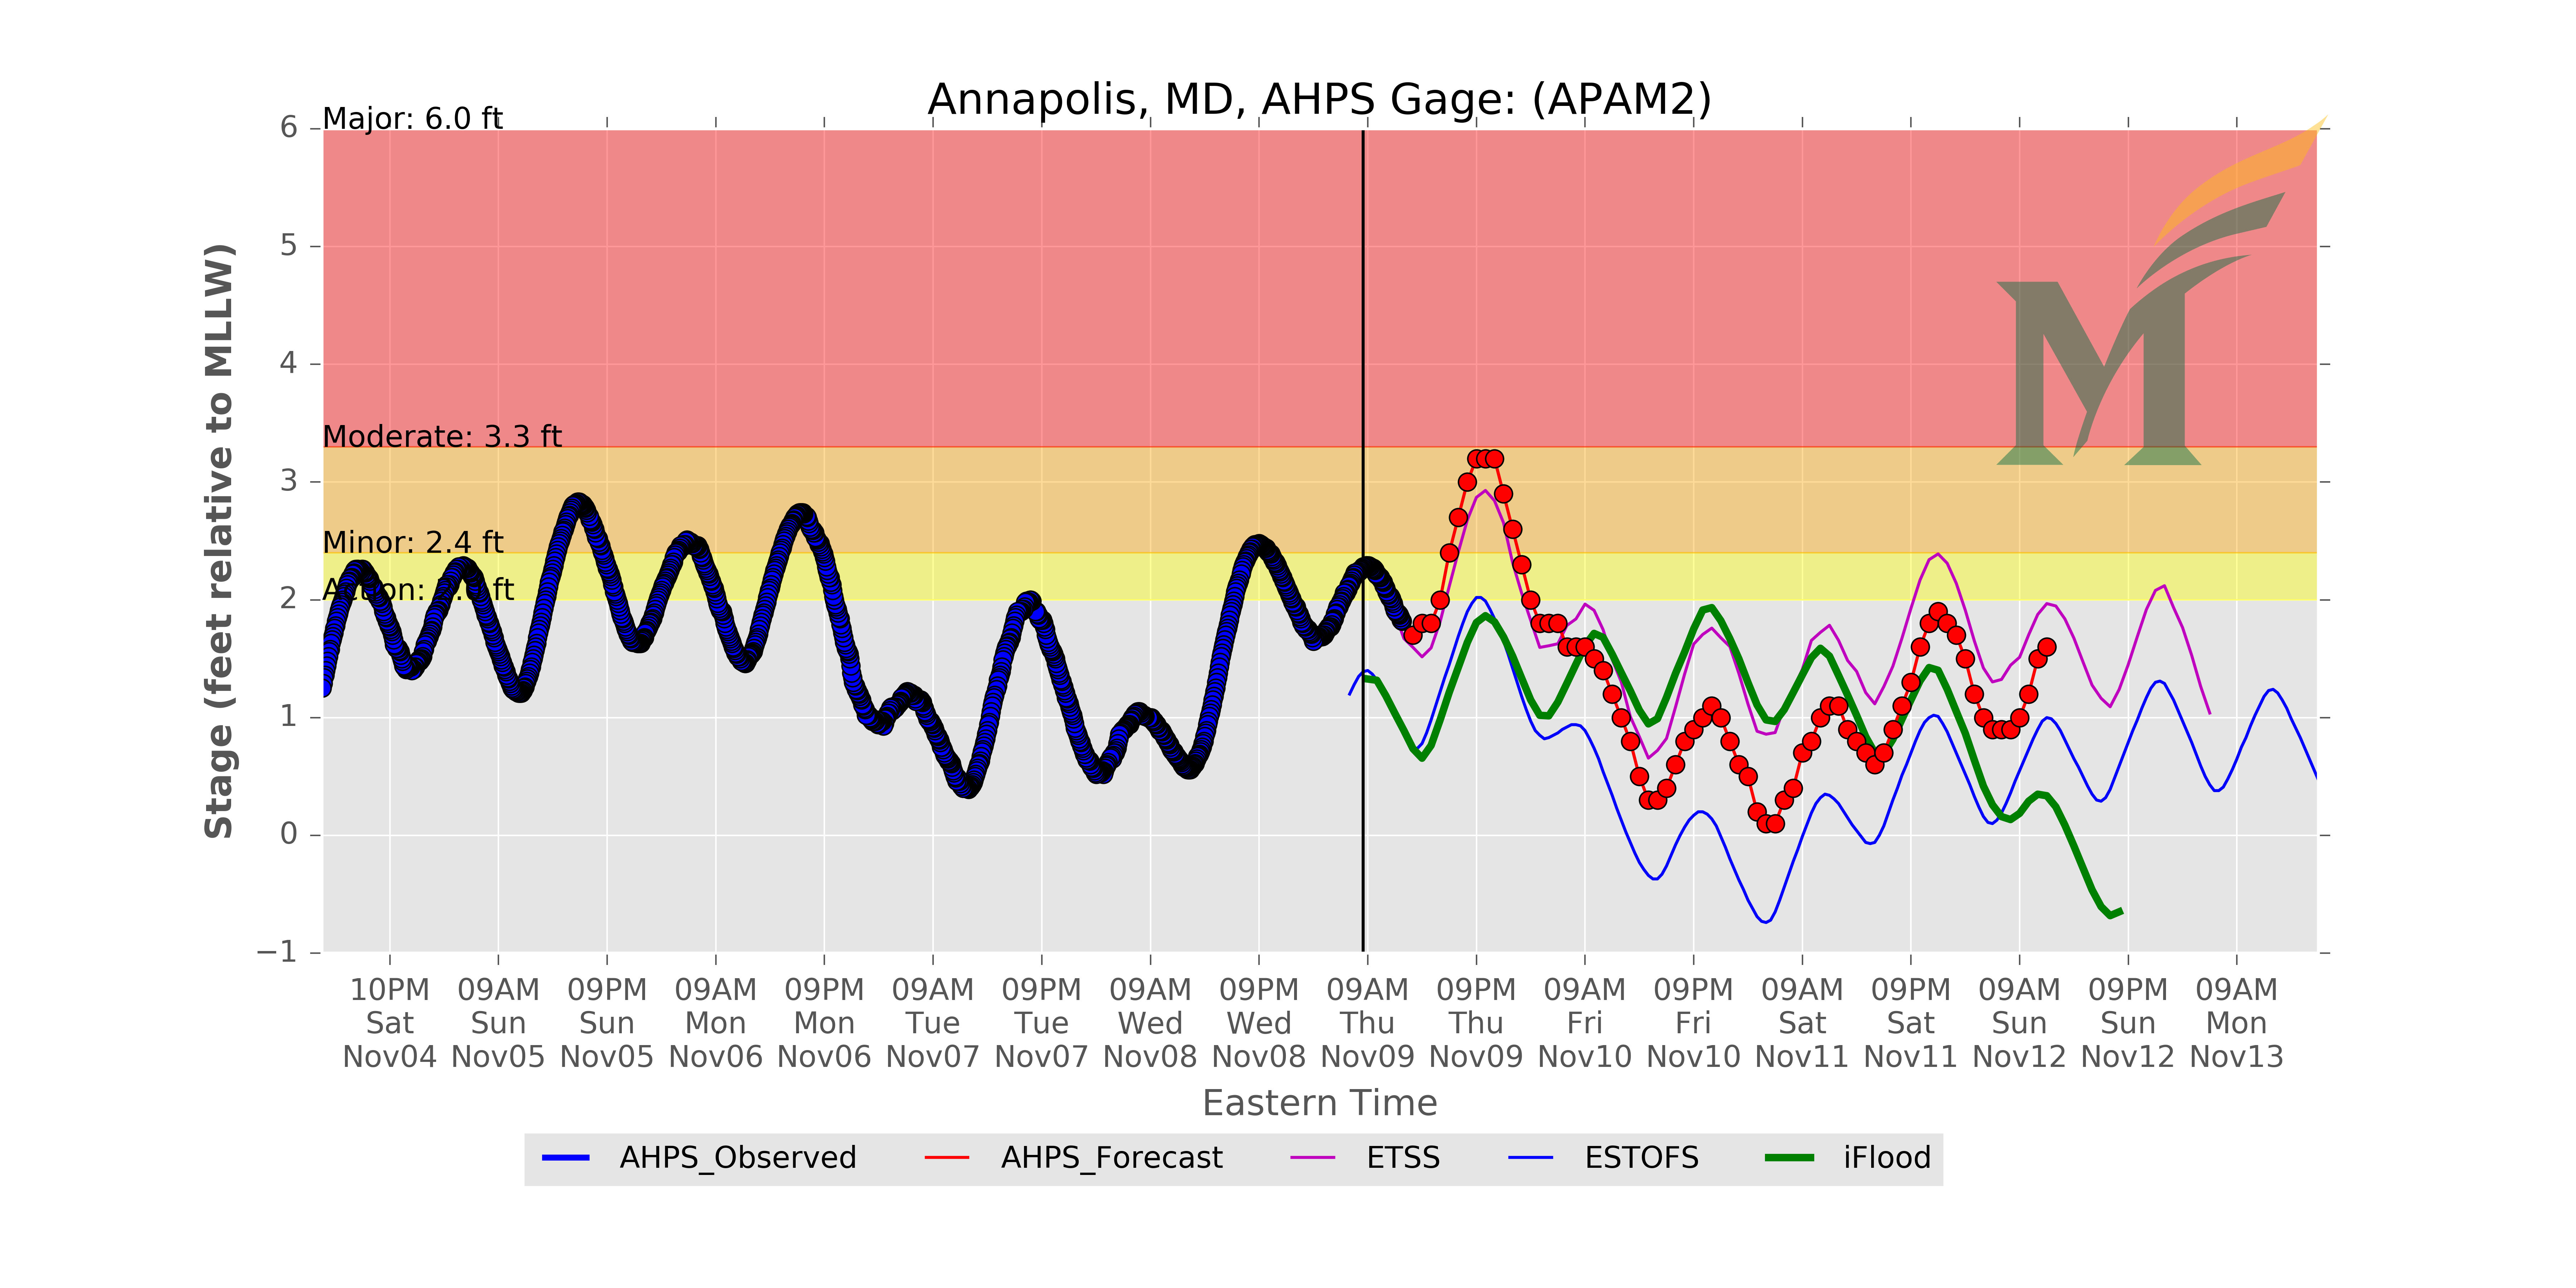 Annapolis, MD, AHPS Gage: (APAM2)
Major: 6.0 ft
Moderate: 3.3 ft
Minor: 2.4 ft
ft
Stage (feet relative to MLLW)
6
5
4
3
2
1
0
−1
10PM 09AM 09PM 09AM 09PM 09AM 09PM 09AM 09PM 09AM 09PM 09AM 09PM 09AM 09PM 09AM 09PM 09AM
Sat Sun Sun Mon Mon Tue Tue Wed Wed Thu Thu Fri Fri Sat Sat Sun Sun Mon
Nov04 Nov05 Nov05 Nov06 Nov06 Nov07 Nov07 Nov08 Nov08 Nov09 Nov09 Nov10 Nov10 Nov11 Nov11 Nov12 Nov12 Nov13
Eastern Time
AHPS_Observed AHPS_Forecast ETSS ESTOFS iFlood